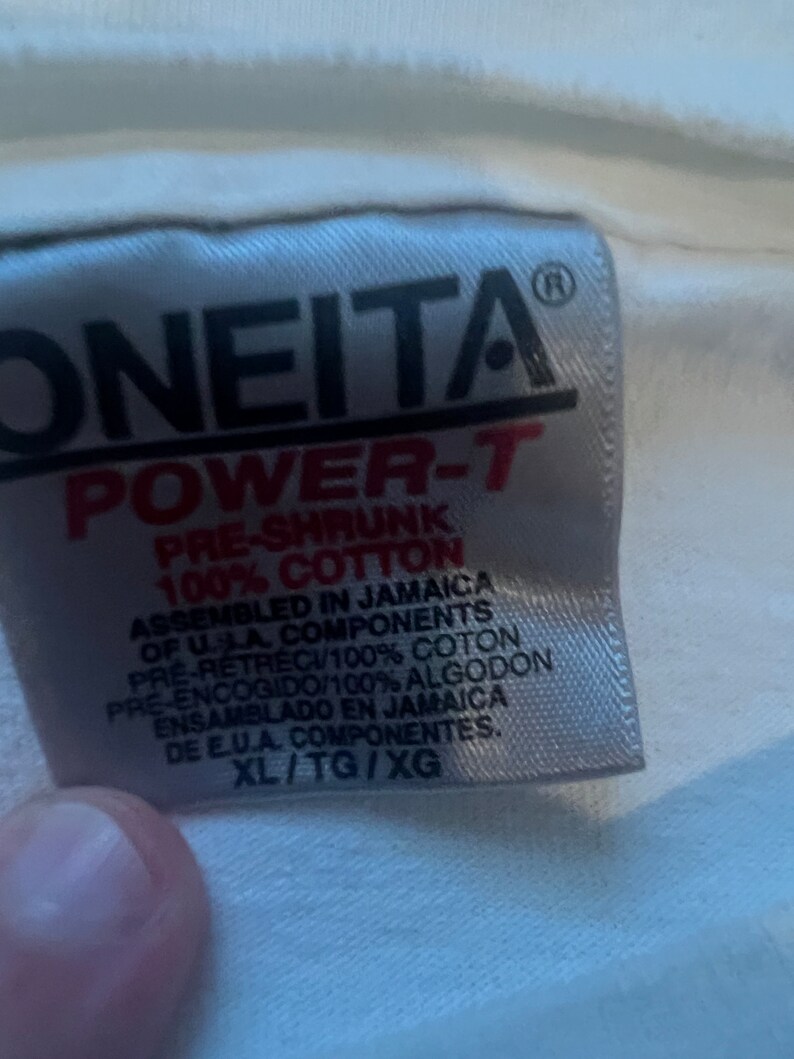 ONEITA®
POWER-T
PRE-SHRUNK
100% COTTON
ASSEMBLED IN JAMAICA
OF U.S.A. COMPONENTS
PRÉ-RÉTRÉCI/100% COTON
PRE-ENCOGIDO/100% ALGODON
ENSAMBLADO EN JAMAICA
DE E.U.A. COMPONENTES.
XL / TG / XG